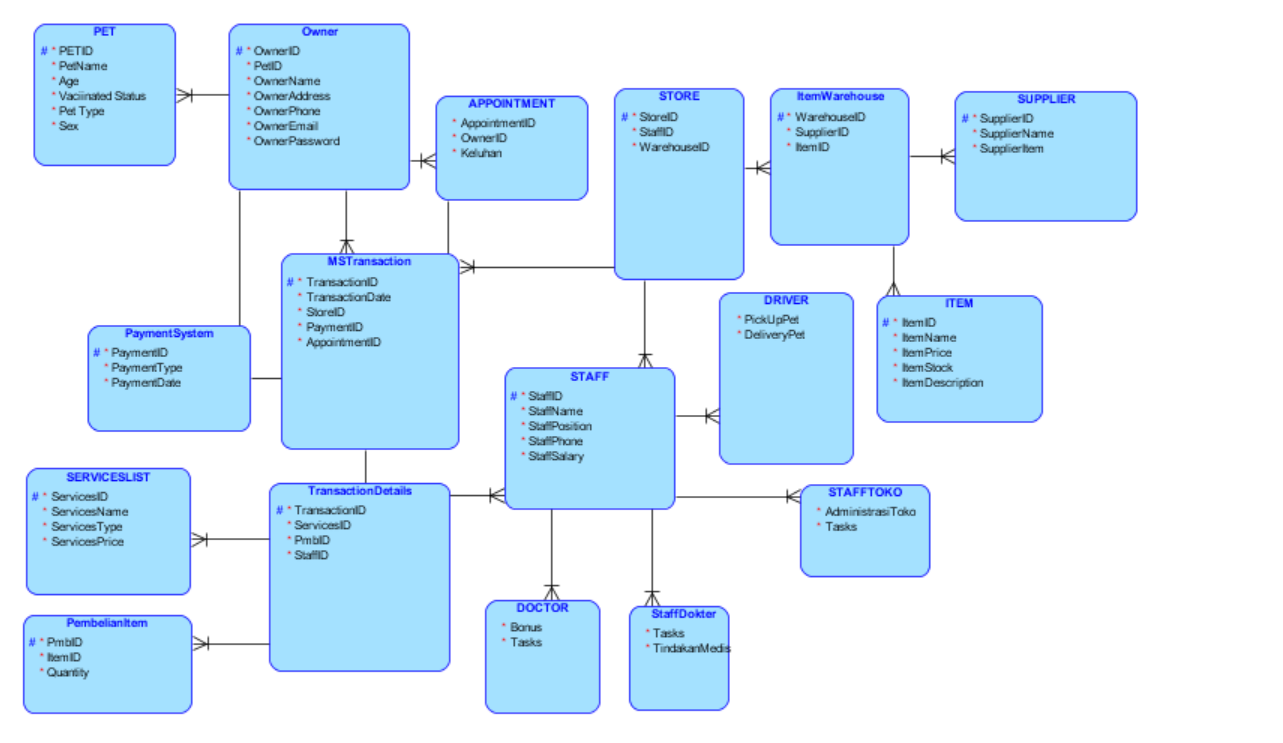 PET
# * PETID
* PetName
* Age
* Vaciinated Status
* Pet Type
* Sex
Owner
# * OwnerID
* PetID
* OwnerName
* OwnerAddress
* OwnerPhone
* OwnerEmail
* OwnerPassword
APPOINTMENT
* AppointmentID
* OwnerID
* Keluhan
STORE
# * StoreID
* StaffID
* WarehouseID
ItemWarehouse
# * WarehouseID
* SupplierID
* ItemID
SUPPLIER
# * SupplierID
* SupplierName
* SupplierItem
MSTransaction
# * TransactionID
* TransactionDate
* StoreID
* PaymentID
* AppointmentID
PaymentSystem
# * PaymentID
* PaymentType
* PaymentDate
DRIVER
* PickUpPet
* DeliveryPet
ITEM
# * ItemID
* ItemName
* ItemPrice
* ItemStock
* ItemDescription
STAFF
# * StaffID
* StaffName
* StaffPosition
* StaffPhone
* StaffSalary
SERVICESLIST
# * ServicesID
* ServicesName
* ServicesType
* ServicesPrice
TransactionDetails
# * TransactionID
* ServicesID
* PmbID
* StaffID
STAFFTOKO
* AdministrasiToko
* Tasks
PembelianItem
# * PmbID
* ItemID
* Quantity
DOCTOR
* Bonus
* Tasks
StaffDokter
* Tasks
* TindakanMedis